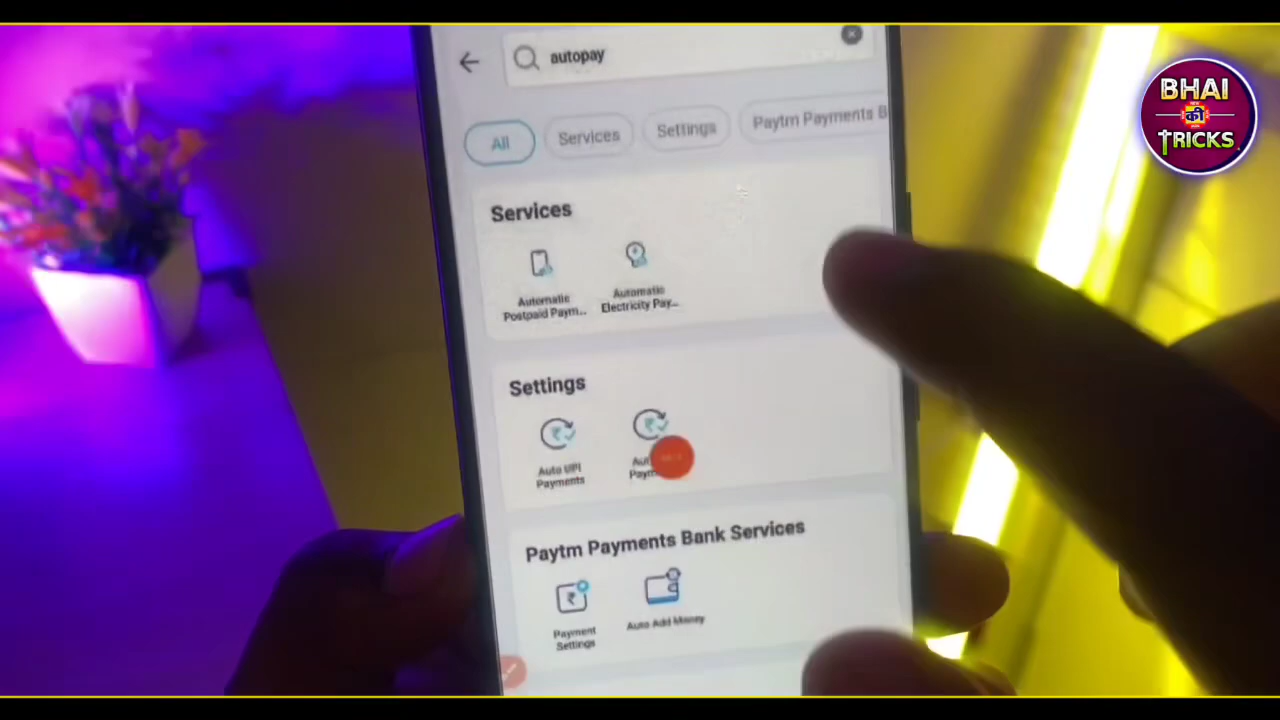 autopay
BHAI
की
TRICKS
All
Services
Settings
Paytm Payments B
Services
Automatic
Postpaid Paym...
Automatic
Electricity Pay...
Settings
Auto UPI
Payments
Paytm Payments Bank Services
Payment
Settings
Auto Add Money